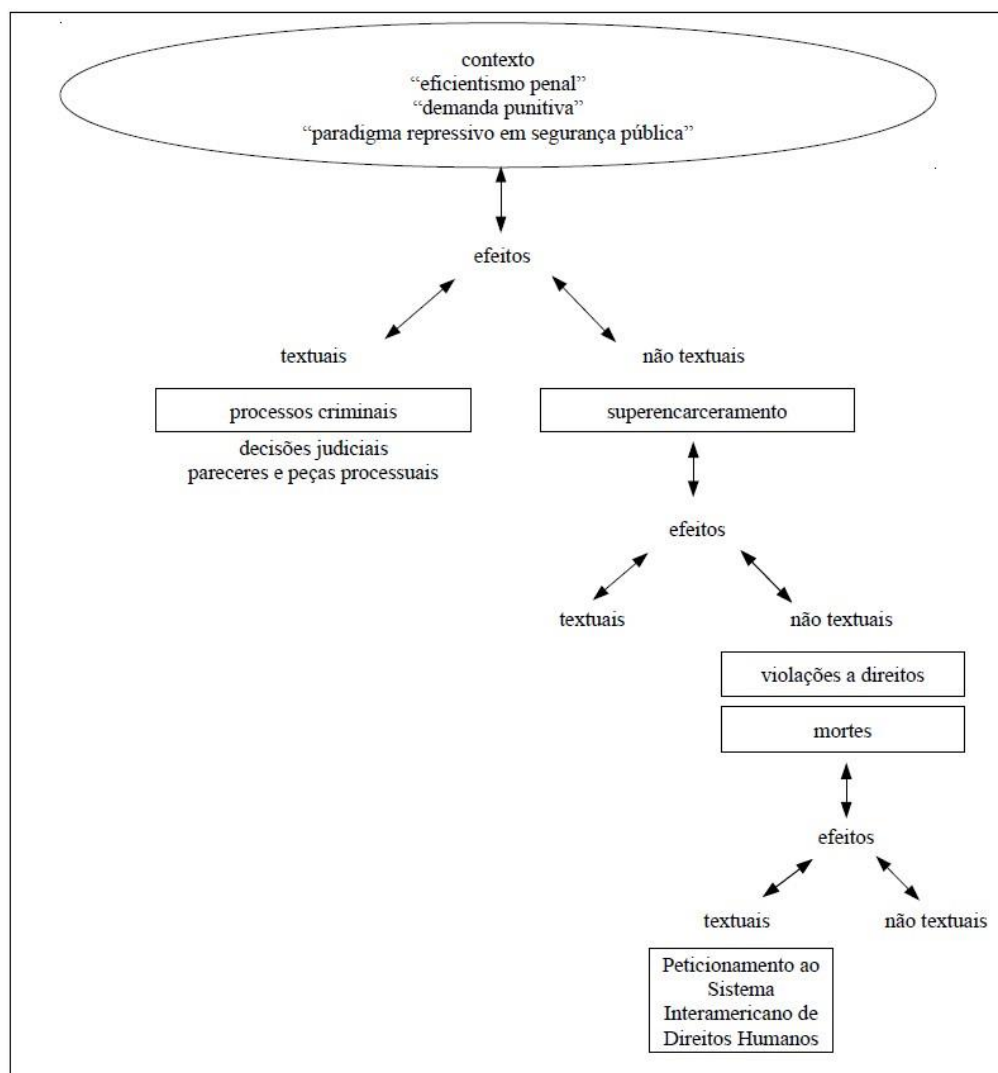 contexto
“eficientismo penal”
“demanda punitiva”
“paradigma repressivo em segurança pública”
efeitos
textuais
não textuais
processos criminais
superencarceramento
decisões judiciais
pareceres e peças processuais
efeitos
textuais
não textuais
violações a direitos
mortes
efeitos
textuais
não textuais
Peticionamento ao
Sistema
Interamericano de
Direitos Humanos